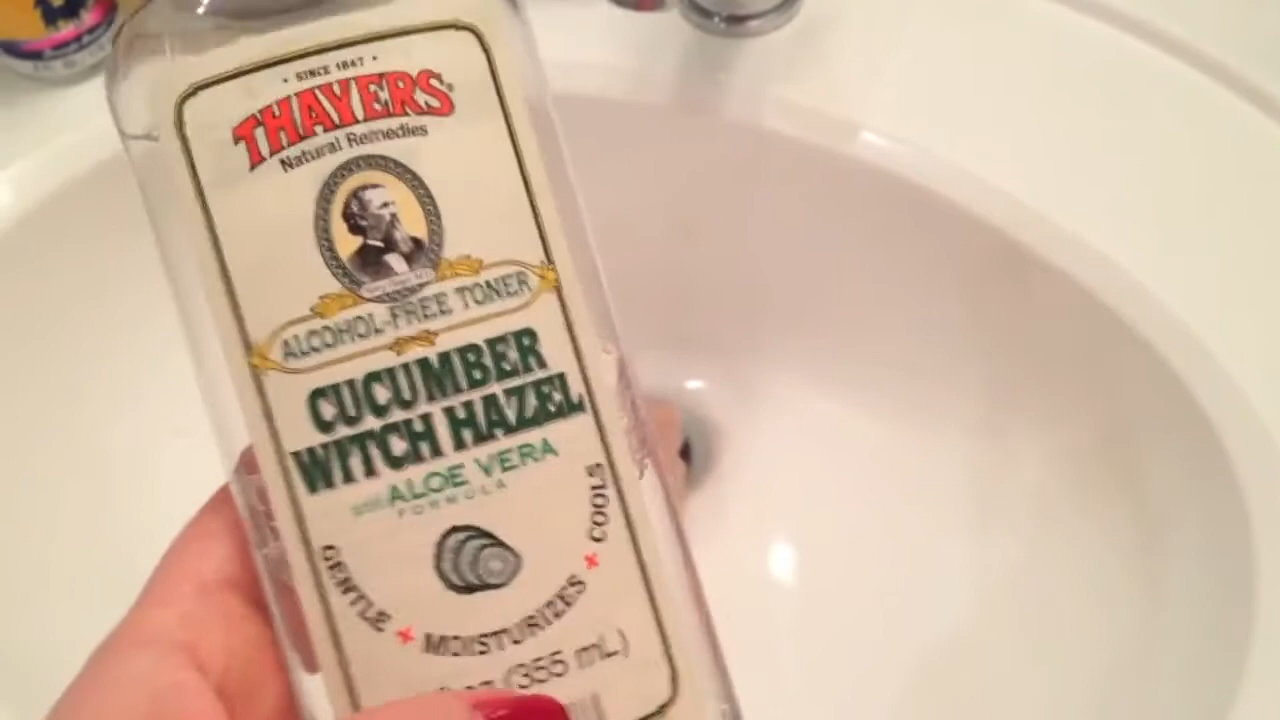 · SINCE 1847 ·
THAYERS®
Natural Remedies
ALCOHOL-FREE TONER
CUCUMBER
WITCH HAZEL
with ALOE VERA
FORMULA
GENTLE + MOISTURIZES + COOLS
(355 mL)